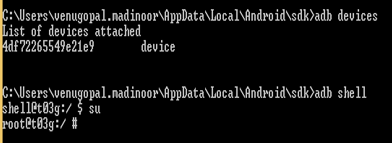 C:\Users\venugopal.madinoor\AppData\Local\Android\sdk>adb devices
List of devices attached
4df72265549e21e9        device
C:\Users\venugopal.madinoor\AppData\Local\Android\sdk>adb shell
shell@t03g:/ $ su
root@t03g:/ #